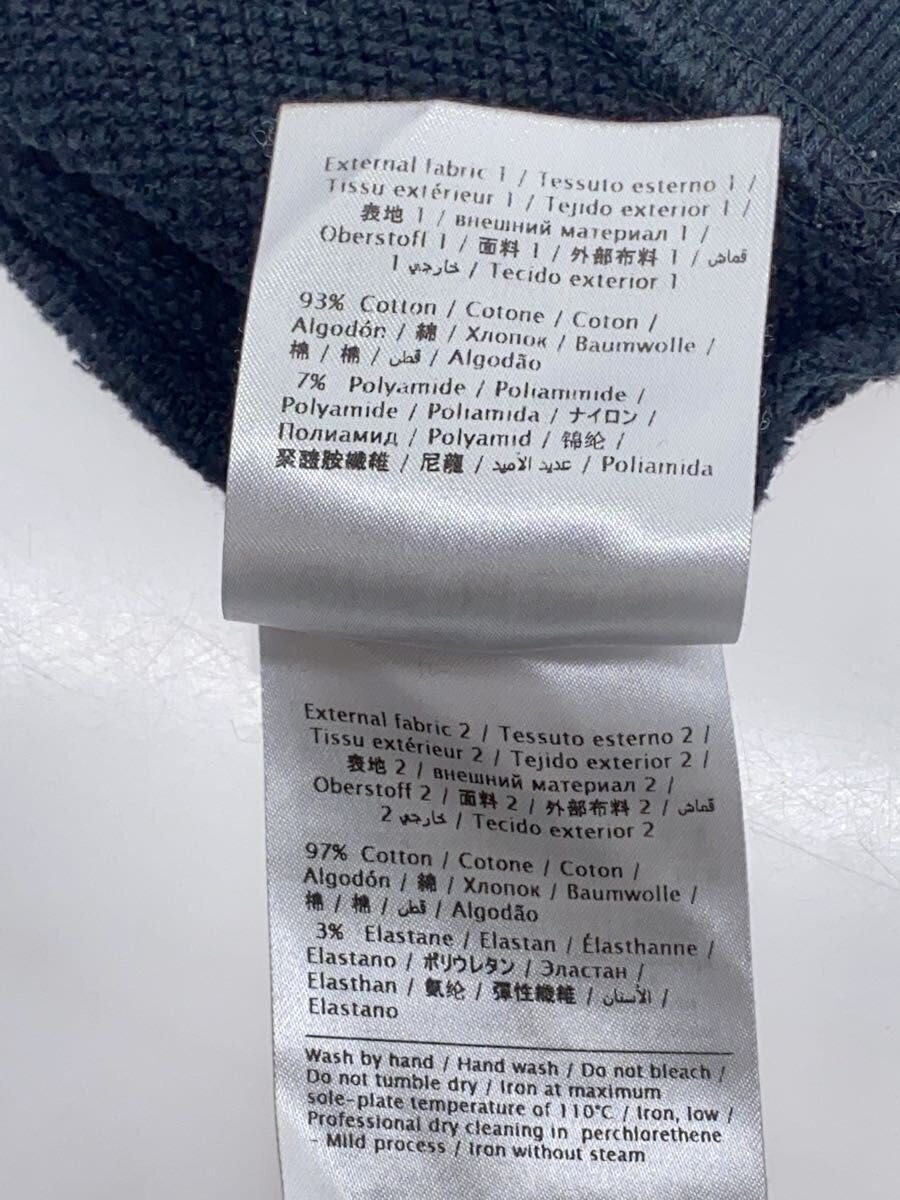 External fabric 1 / Tessuto esterno 1 /
Tissu extérieur 1 / Tejido exterior 1 /
表地 1 / внешний материал 1 /
Oberstoff 1 / 面料 1 / 外部布料 1 / قماش
خارجي 1 / Tecido exterior 1
93% Cotton / Cotone / Coton /
Algodón / 綿 / Хлопок / Baumwolle /
棉 / 棉 / قطن / Algodão
7% Polyamide / Poliammide /
Polyamide / Poliamida / ナイロン /
Полиамид / Polyamid / 锦纶 /
聚醯胺纖維 / 尼龍 / عديد الأميد / Poliamida
External fabric 2 / Tessuto esterno 2 /
Tissu extérieur 2 / Tejido exterior 2 /
表地 2 / внешний материал 2 /
Oberstoff 2 / 面料 2 / 外部布料 2 / قماش
خارجي 2 / Tecido exterior 2
97% Cotton / Cotone / Coton /
Algodón / 綿 / Хлопок / Baumwolle /
棉 / 棉 / قطن / Algodão
3% Elastane / Elastan / Élasthanne /
Elastano / ポリウレタン / Эластан /
Elasthan / 氨纶 / 彈性纖維 / الأستان /
Elastano
Wash by hand / Hand wash / Do not bleach /
Do not tumble dry / Iron at maximum
sole-plate temperature of 110°C / Iron, low /
Professional dry cleaning in perchlorethene
- Mild process / Iron without steam